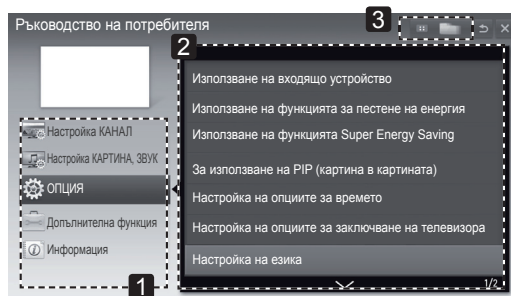 Ръководство на потребителя
3
2
Настройка КАНАЛ
Настройка КАРТИНА, ЗВУК
ОПЦИЯ
Допълнителна функция
Информация
1
Използване на входящо устройство
Използване на функцията за пестене на енергия
Използване на функцията Super Energy Saving
За използване на PIP (картина в картината)
Настройка на опциите за времето
Настройка на опциите за заключване на телевизора
Настройка на езика
1/2